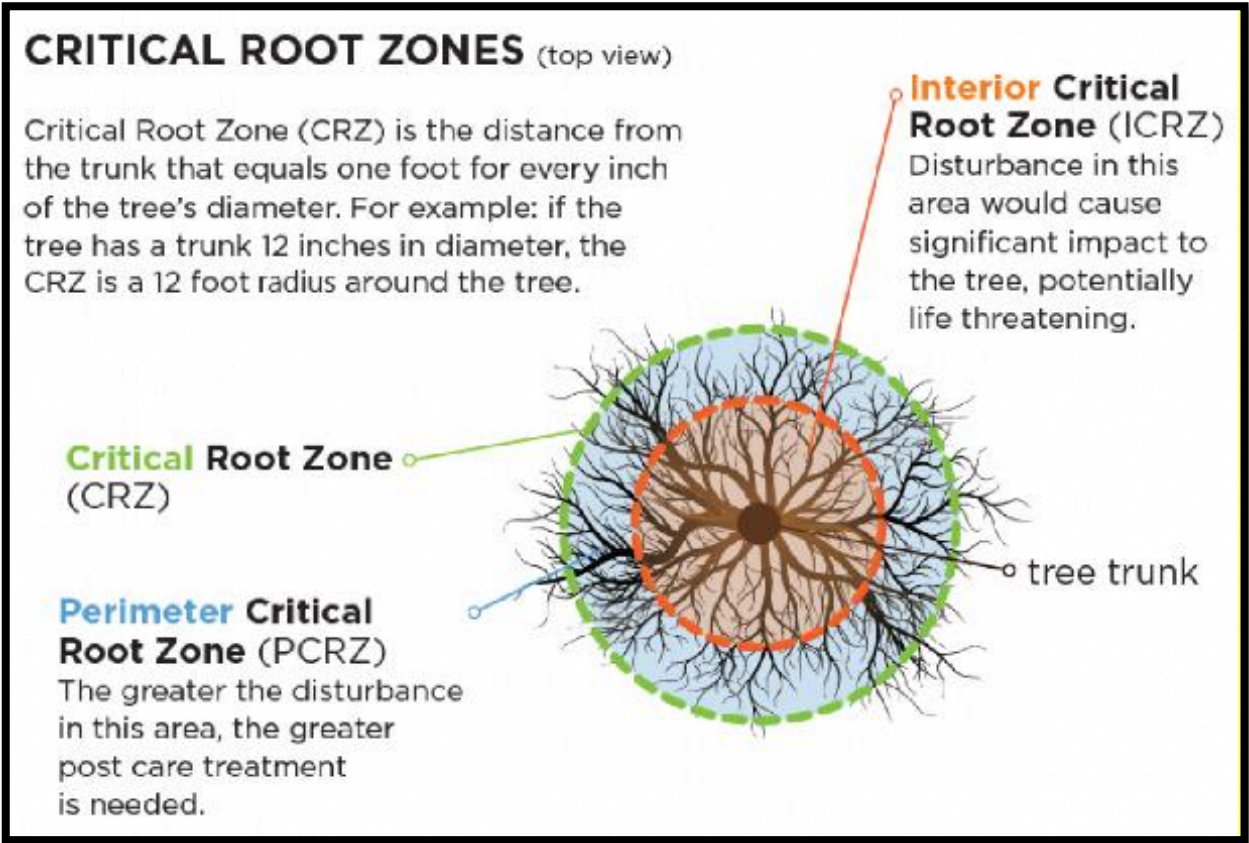 CRITICAL ROOT ZONES (top view)
Critical Root Zone (CRZ) is the distance from
the trunk that equals one foot for every inch
of the tree's diameter. For example: if the
tree has a trunk 12 inches in diameter, the
CRZ is a 12 foot radius around the tree.
Interior Critical
Root Zone (ICRZ)
Disturbance in this
area would cause
significant impact to
the tree, potentially
life threatening.
Critical Root Zone
(CRZ)
tree trunk
Perimeter Critical
Root Zone (PCRZ)
The greater the disturbance
in this area, the greater
post care treatment
is needed.